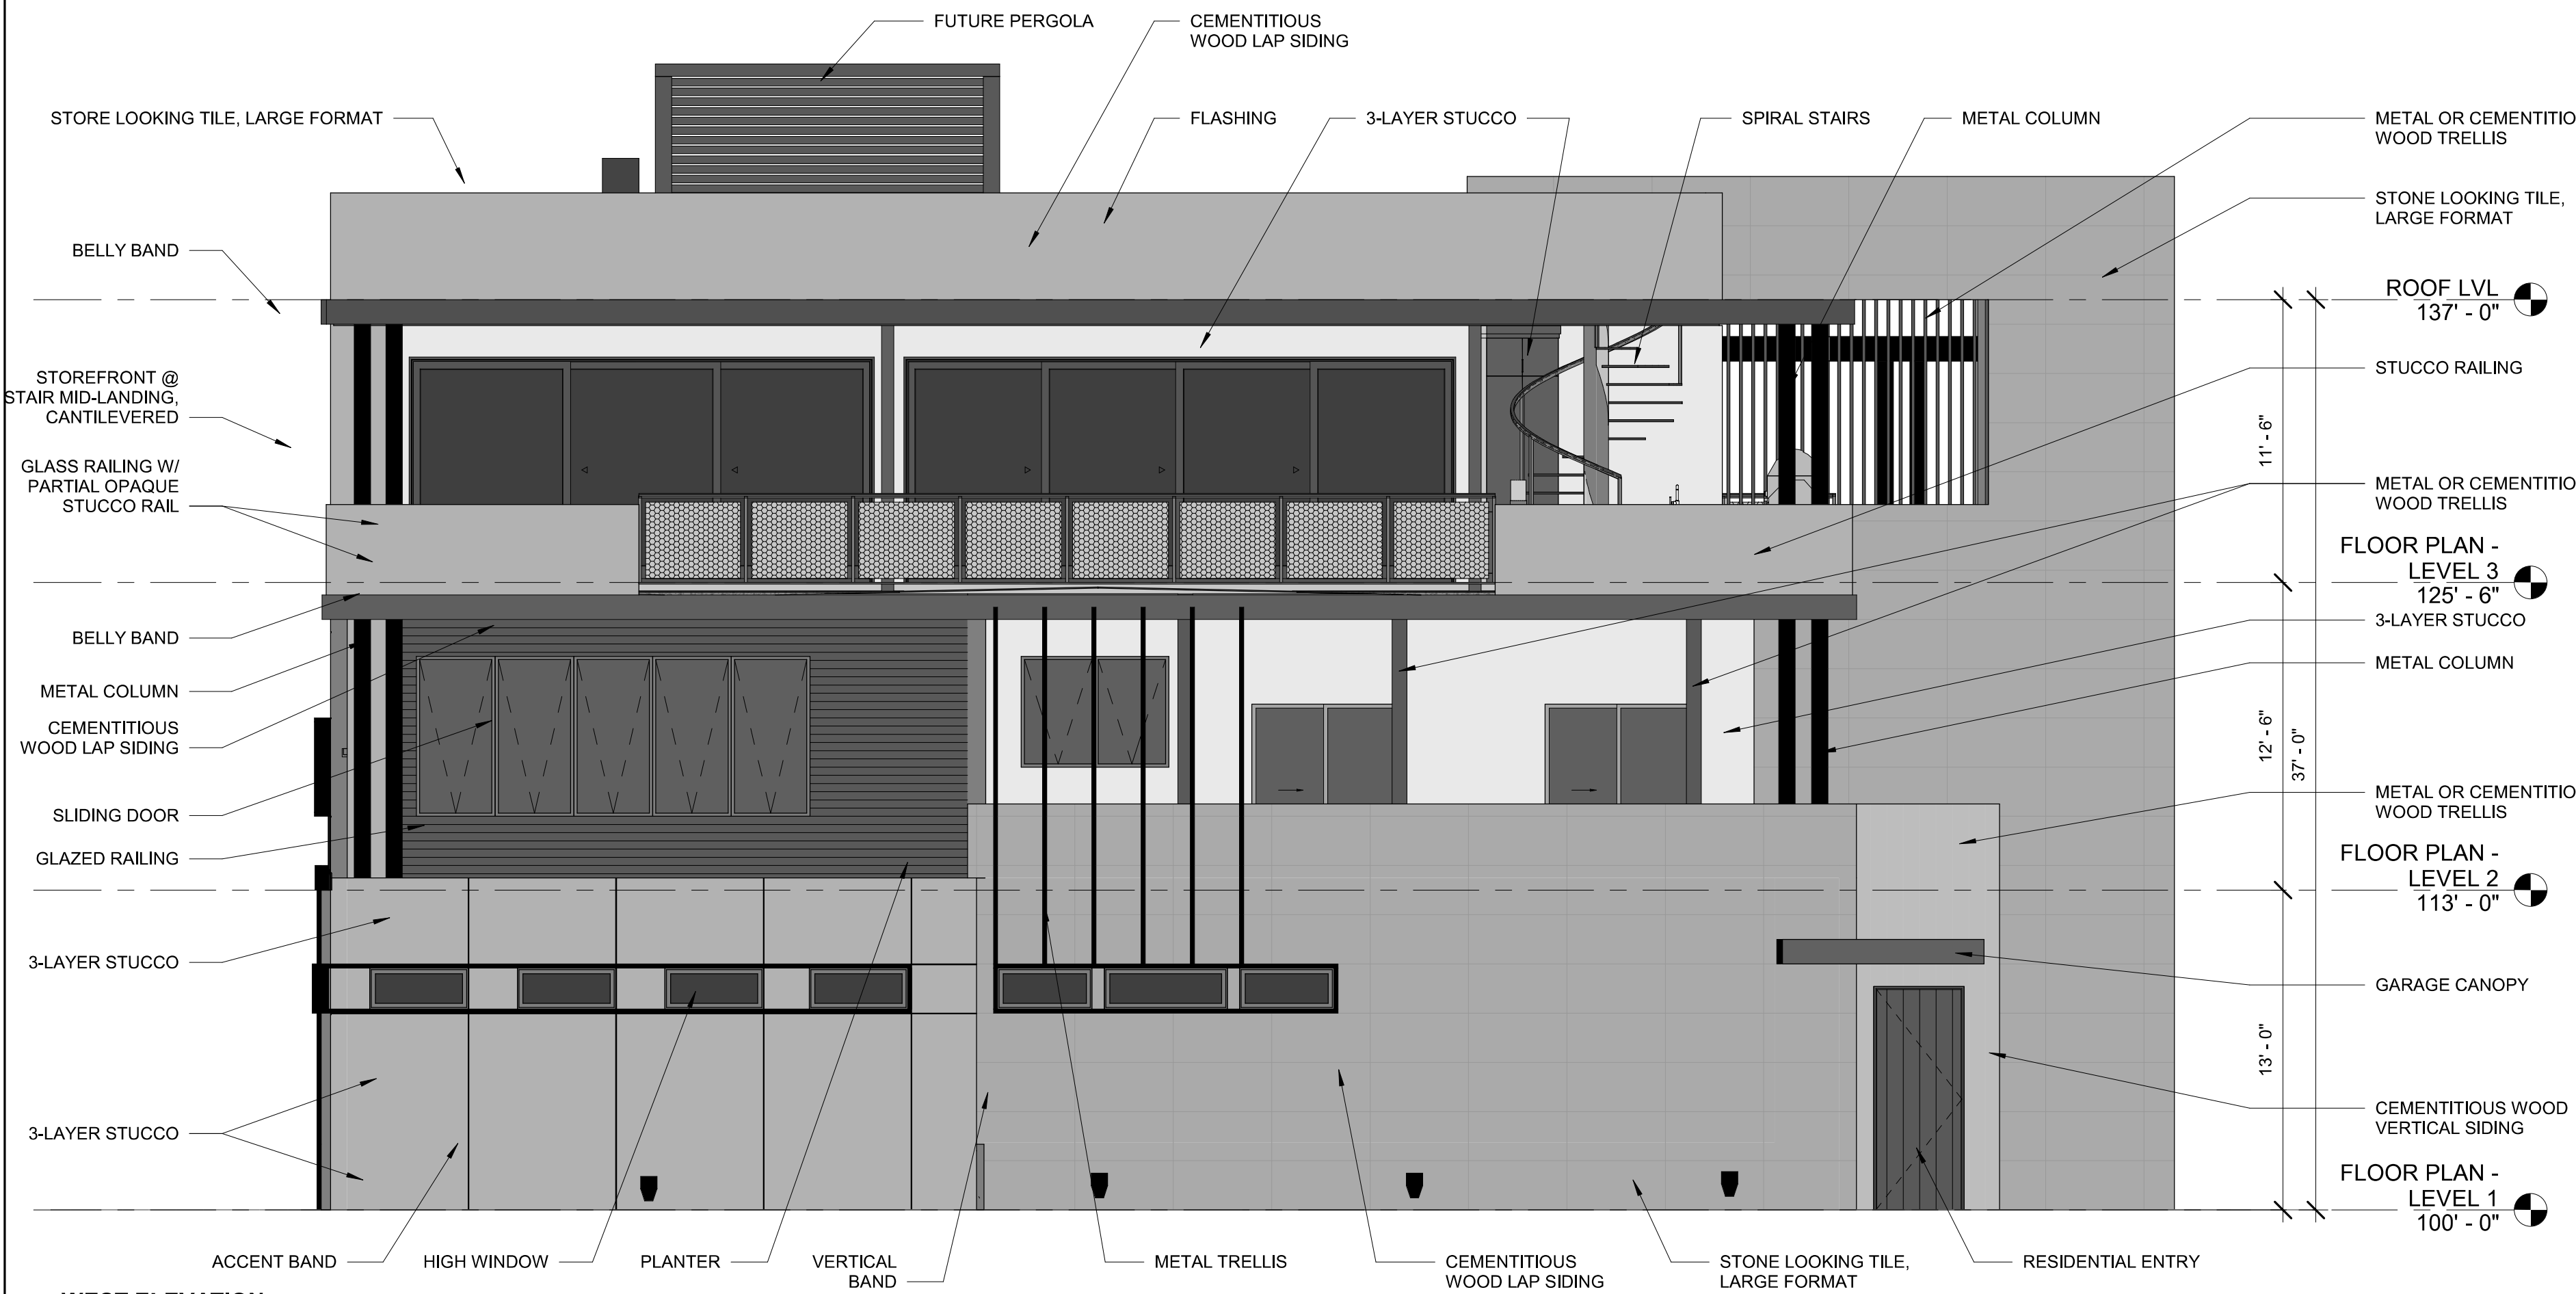 FUTURE PERGOLA
CEMENTITIOUS
WOOD LAP SIDING
STORE LOOKING TILE, LARGE FORMAT
FLASHING
3-LAYER STUCCO
SPIRAL STAIRS
METAL COLUMN
METAL OR CEMENTITIO
WOOD TRELLIS
STONE LOOKING TILE,
LARGE FORMAT
BELLY BAND
ROOF LVL
137' - 0"
STOREFRONT @
STAIR MID-LANDING,
CANTILEVERED
STUCCO RAILING
11' - 6"
GLASS RAILING W/
PARTIAL OPAQUE
STUCCO RAIL
METAL OR CEMENTITIO
WOOD TRELLIS
FLOOR PLAN -
LEVEL 3
125' - 6"
BELLY BAND
3-LAYER STUCCO
METAL COLUMN
METAL COLUMN
CEMENTITIOUS
WOOD LAP SIDING
12' - 6"
37' - 0"
SLIDING DOOR
METAL OR CEMENTITIO
WOOD TRELLIS
GLAZED RAILING
FLOOR PLAN -
LEVEL 2
113' - 0"
3-LAYER STUCCO
GARAGE CANOPY
13' - 0"
3-LAYER STUCCO
CEMENTITIOUS WOOD
VERTICAL SIDING
FLOOR PLAN -
LEVEL 1
100' - 0"
ACCENT BAND
HIGH WINDOW
PLANTER
VERTICAL
BAND
METAL TRELLIS
CEMENTITIOUS
WOOD LAP SIDING
STONE LOOKING TILE,
LARGE FORMAT
RESIDENTIAL ENTRY
WEST ELEVATION